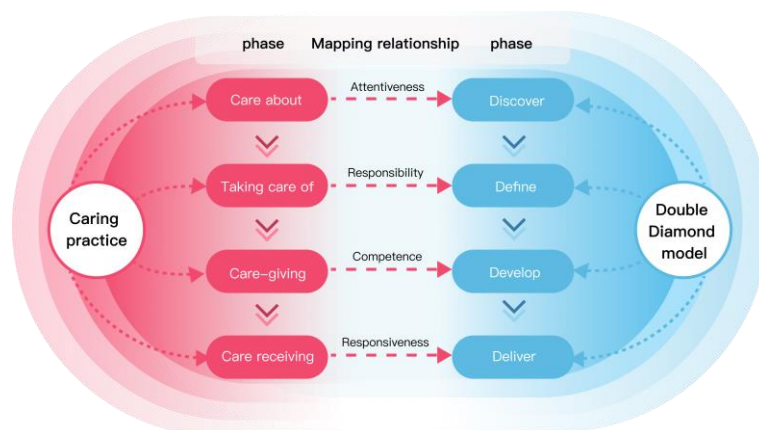 phase Mapping relationship phase
Care about Attentiveness Discover
Taking care of Responsibility Define
Caring
practice
Double
Diamond
model
Care-giving Competence Develop
Care receiving Responsiveness Deliver